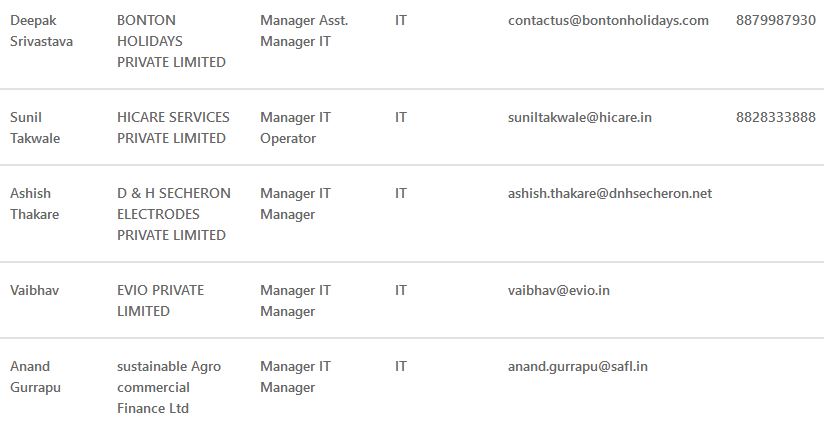 Deepak Srivastava
BONTON HOLIDAYS PRIVATE LIMITED
Manager Asst. Manager IT
IT
contactus@bontonholidays.com
8879987930
Sunil Takwale
HICARE SERVICES PRIVATE LIMITED
Manager IT Operator
IT
suniltakwale@hicare.in
8828333888
Ashish Thakare
D & H SECHERON ELECTRODES PRIVATE LIMITED
Manager IT Manager
IT
ashish.thakare@dnhsecheron.net
Vaibhav
EVIO PRIVATE LIMITED
Manager IT Manager
IT
vaibhav@evio.in
Anand Gurrapu
sustainable Agro commercial Finance Ltd
Manager IT Manager
IT
anand.gurrapu@safl.in